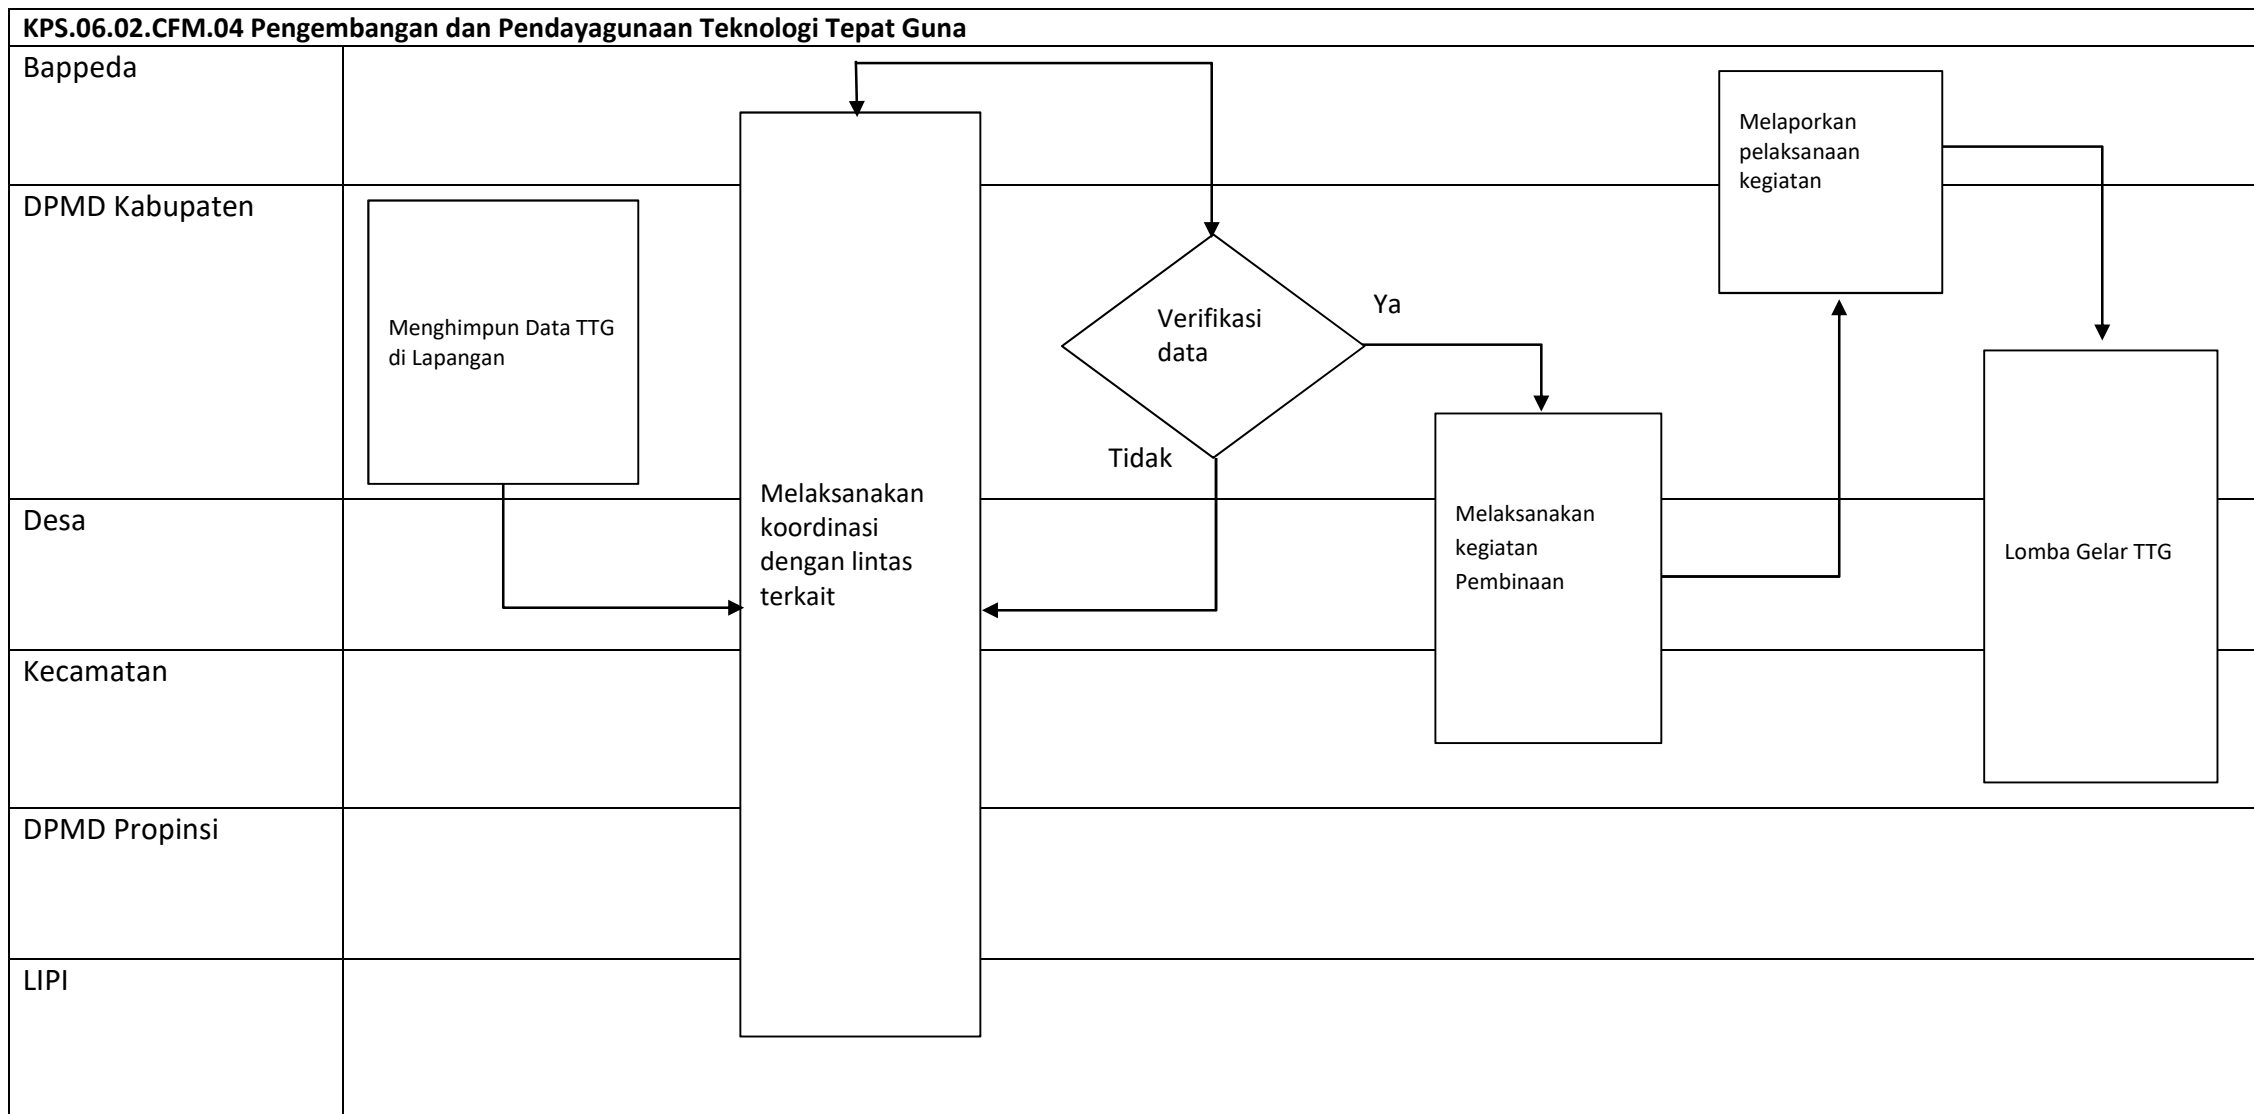 KPS.06.02.CFM.04 Pengembangan dan Pendayagunaan Teknologi Tepat Guna
Bappeda
Melaporkan
pelaksanaan
kegiatan
DPMD Kabupaten
Menghimpun Data TTG
di Lapangan
Verifikasi
data
Ya
Tidak
Melaksanakan
koordinasi
dengan lintas
terkait
Melaksanakan
kegiatan
Pembinaan
Lomba Gelar TTG
Desa
Kecamatan
DPMD Propinsi
LIPI